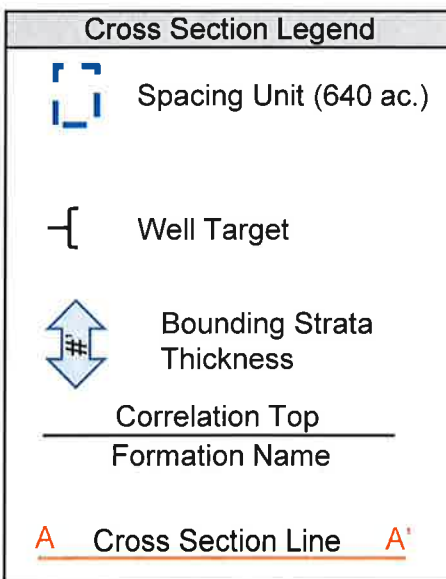 Cross Section Legend
Spacing Unit (640 ac.)
Well Target
#'
Bounding Strata
Thickness
Correlation Top
Formation Name
A Cross Section Line A'